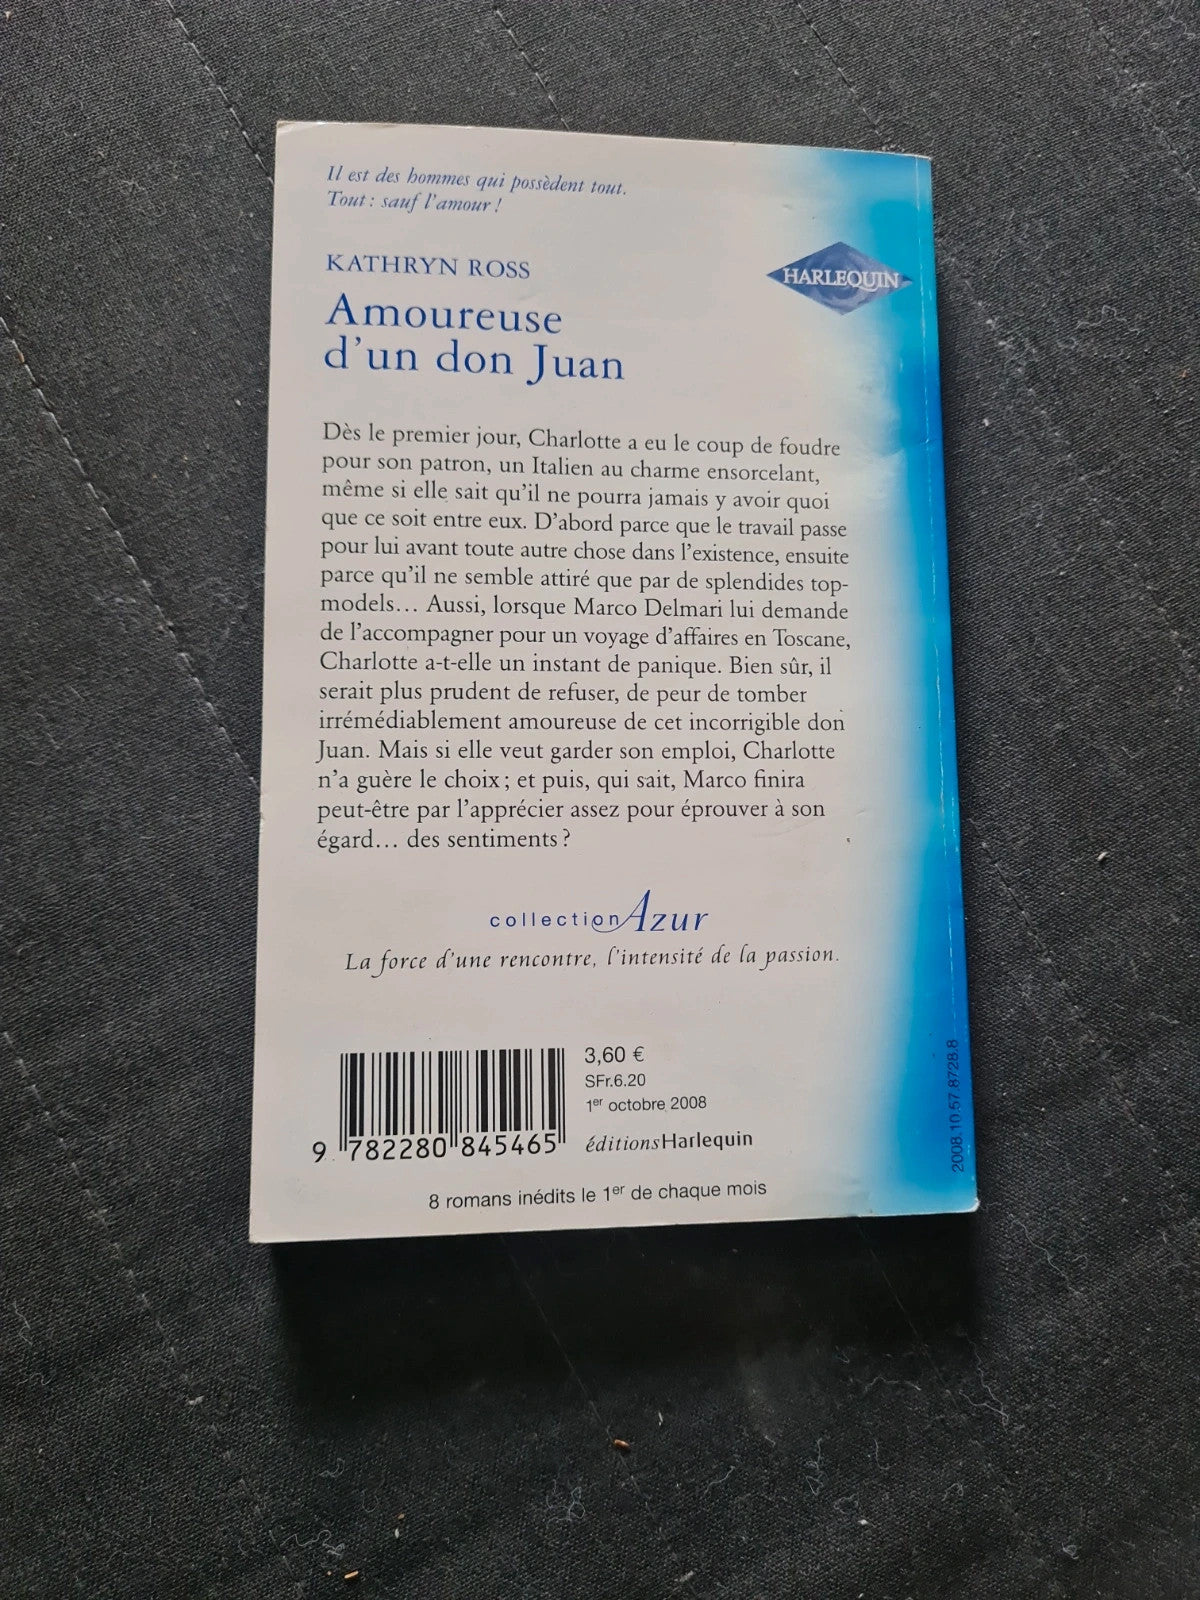 Il est des hommes qui possèdent tout.
Tout : sauf l'amour !
KATHRYN ROSS
HARLEQUIN
Amoureuse
d'un don Juan
Dès le premier jour, Charlotte a eu le coup de foudre
pour son patron, un Italien au charme ensorcelant,
même si elle sait qu'il ne pourra jamais y avoir quoi
que ce soit entre eux. D'abord parce que le travail passe
pour lui avant toute autre chose dans l'existence, ensuite
parce qu'il ne semble attiré que par de splendides top-
models… Aussi, lorsque Marco Delmari lui demande
de l'accompagner pour un voyage d'affaires en Toscane,
Charlotte a-t-elle un instant de panique. Bien sûr, il
serait plus prudent de refuser, de peur de tomber
irrémédiablement amoureuse de cet incorrigible don
Juan. Mais si elle veut garder son emploi, Charlotte
n'a guère le choix ; et puis, qui sait, Marco finira
peut-être par l'apprécier assez pour éprouver à son
égard… des sentiments ?
collection Azur
La force d'une rencontre, l'intensité de la passion.
3,60 €
SFr.6.20
1er octobre 2008
éditionsHarlequin
9 782280 845465
8 romans inédits le 1er de chaque mois
2008.10.57.8728.8